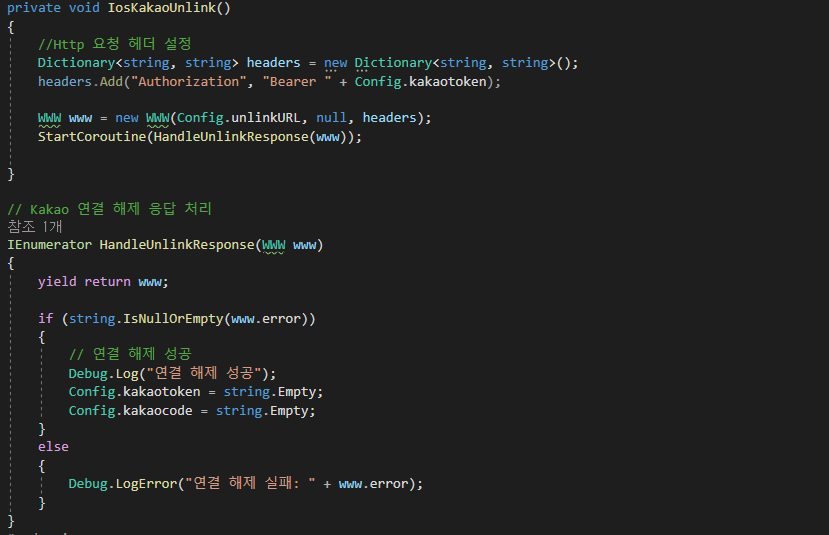 private void IosKakaoUnlink()
{
    //Http 요청 헤더 설정
    Dictionary<string, string> headers = new Dictionary<string, string>();
    headers.Add("Authorization", "Bearer " + Config.kakaotoken);
    WWW www = new WWW(Config.unlinkURL, null, headers);
    StartCoroutine(HandleUnlinkResponse(www));
}
// Kakao 연결 해제 응답 처리
참조 1개
IEnumerator HandleUnlinkResponse(WWW www)
{
    yield return www;
    if (string.IsNullOrEmpty(www.error))
    {
        // 연결 해제 성공
        Debug.Log("연결 해제 성공");
        Config.kakaotoken = string.Empty;
        Config.kakaocode = string.Empty;
    }
    else
    {
        Debug.LogError("연결 해제 실패: " + www.error);
    }
}